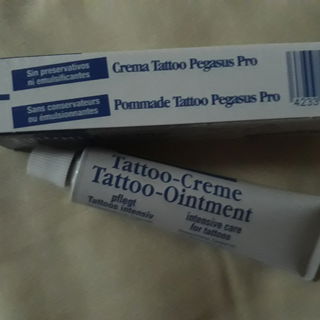 Sin preservativos
ni emulsificantes
Crema Tattoo Pegasus Pro
Sans conservateurs
ou émulsionnantes
Pommade Tattoo Pegasus Pro
4233
Tattoo-Creme
Tattoo-Ointment
pflegt
Tattoos intensiv
intensive care
for tattoos